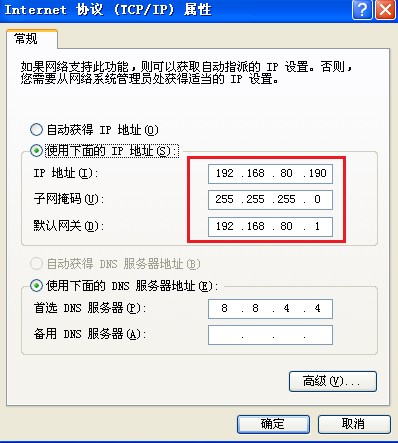 Internet 协议 (TCP/IP) 属性
常规
如果网络支持此功能，则可以获取自动指派的 IP 设置。否则，
您需要从网络系统管理员处获得适当的 IP 设置。
自动获得 IP 地址(O)
使用下面的 IP 地址(S):
IP 地址(I): 192 .168 . 80 .190
子网掩码(U): 255 .255 .255 . 0
默认网关(D): 192 .168 . 80 . 1
自动获得 DNS 服务器地址(B)
使用下面的 DNS 服务器地址(E):
首选 DNS 服务器(P): 8 . 8 . 4 . 4
备用 DNS 服务器(A): . . .
高级(V)...
确定 取消